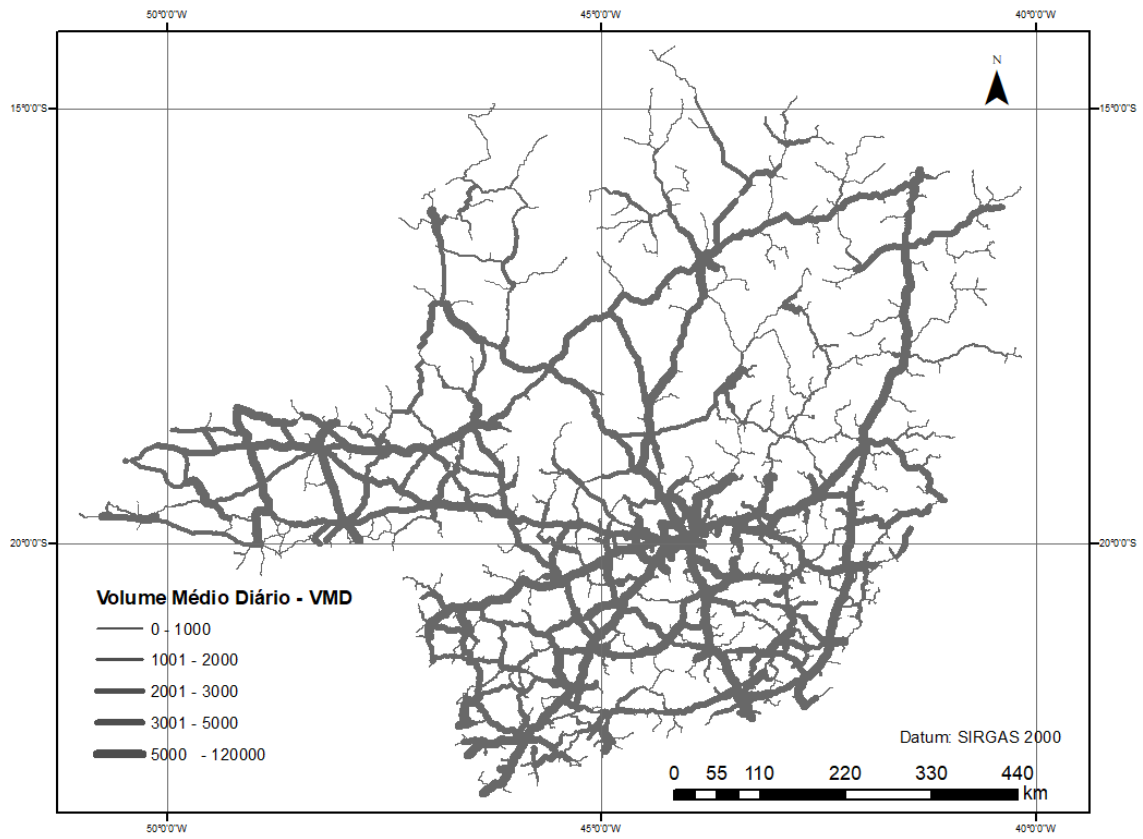 50°0'0"W 45°0'0"W 40°0'0"W
N
15°0'0"S 15°0'0"S
20°0'0"S 20°0'0"S
Volume Médio Diário - VMD
0 - 1000
1001 - 2000
2001 - 3000
3001 - 5000
5000 - 120000
Datum: SIRGAS 2000
0 55 110 220 330 440
km
50°0'0"W 45°0'0"W 40°0'0"W